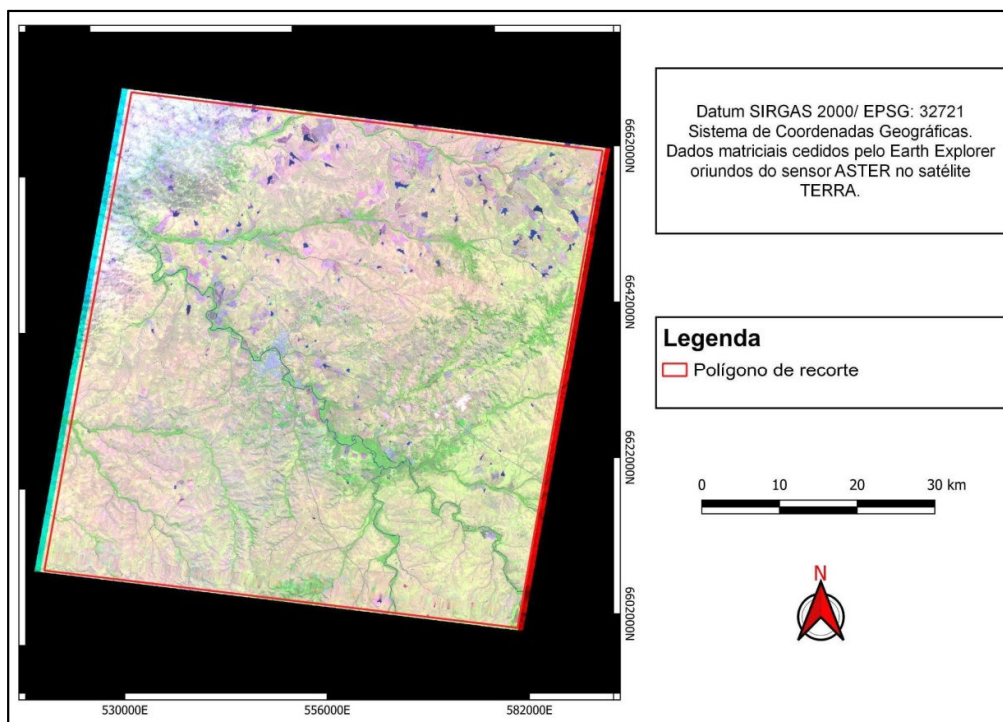 Datum SIRGAS 2000/ EPSG: 32721
Sistema de Coordenadas Geográficas.
Dados matriciais cedidos pelo Earth Explorer
oriundos do sensor ASTER no satélite
TERRA.
6662000N
6642000N
6622000N
6602000N
530000E
556000E
582000E
Legenda
Polígono de recorte
0 10 20 30 km
N